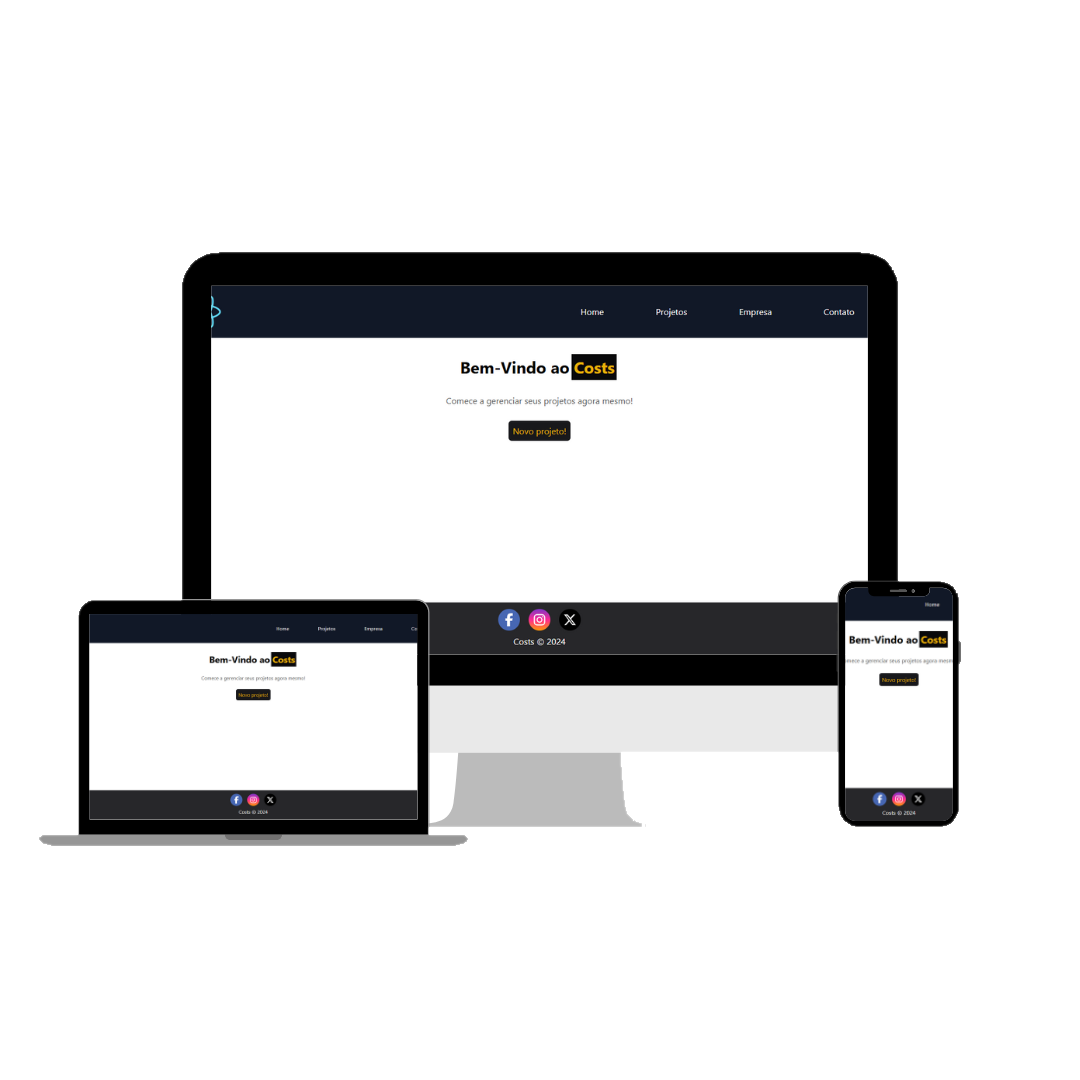 Home Projetos Empresa Contato
Bem-Vindo ao Costs
Comece a gerenciar seus projetos agora mesmo!
Novo projeto!
Costs © 2024
Home Projetos Empresa Co
Bem-Vindo ao Costs
Comece a gerenciar seus projetos agora mesmo!
Novo projeto!
Costs © 2024
Home
Bem-Vindo ao Costs
omece a gerenciar seus projetos agora mesm
Novo projeto!
Costs © 2024